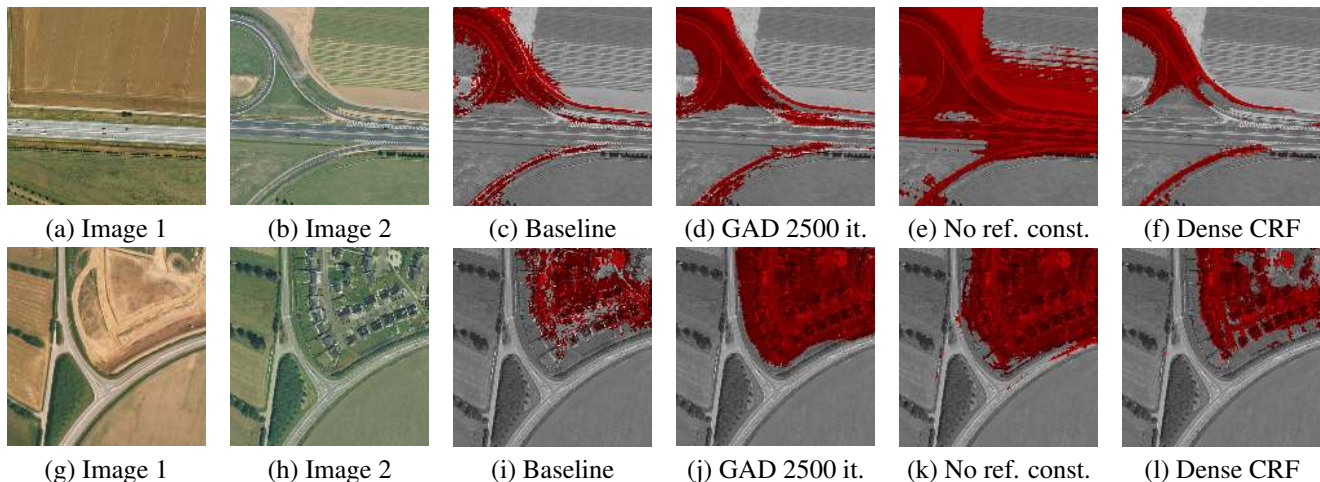 (a) Image 1 (b) Image 2 (c) Baseline (d) GAD 2500 it. (e) No ref. const. (f) Dense CRF
(g) Image 1 (h) Image 2 (i) Baseline (j) GAD 2500 it. (k) No ref. const. (l) Dense CRF